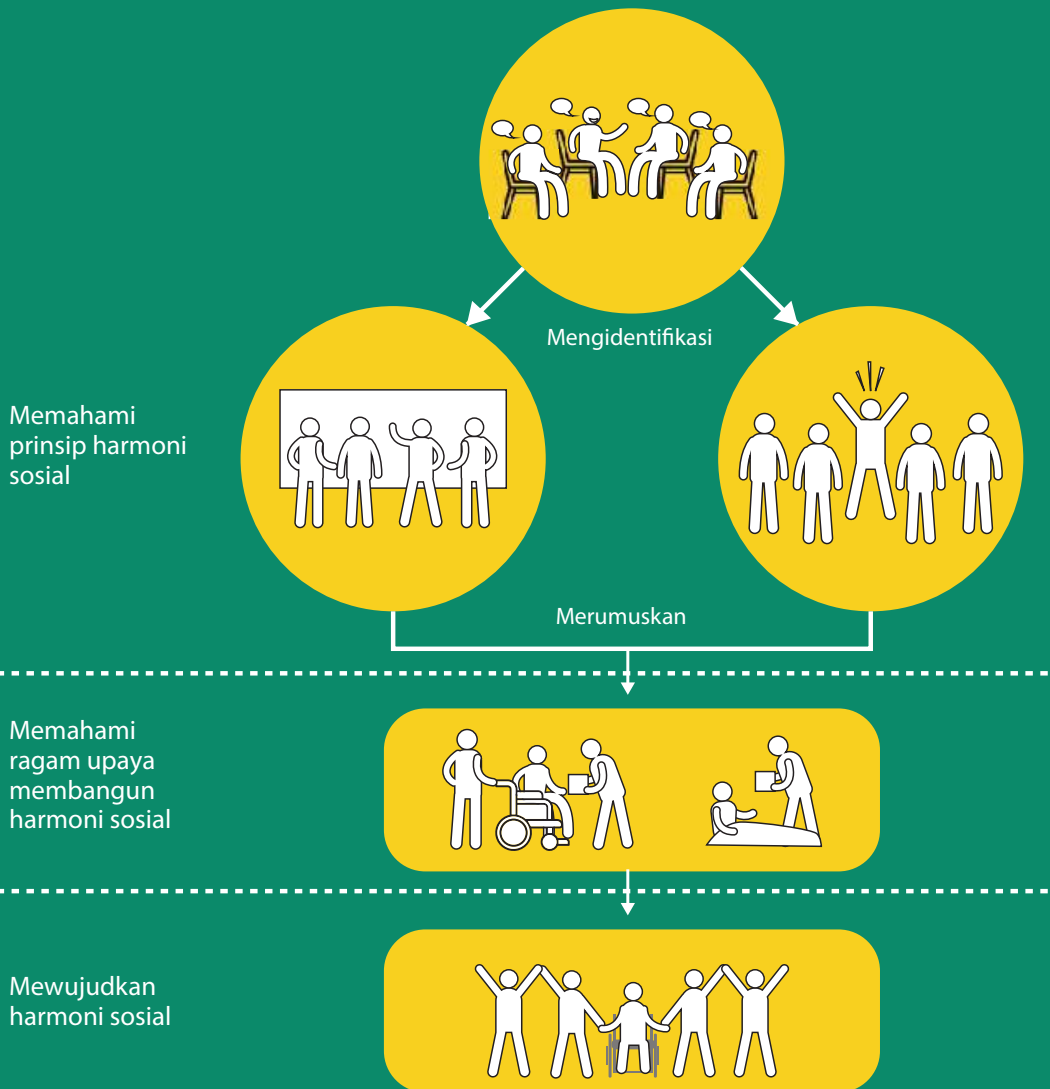 Mengidentifikasi
Memahami
prinsip harmoni
sosial
Merumuskan
Memahami
ragam upaya
membangun
harmoni sosial
Mewujudkan
harmoni sosial